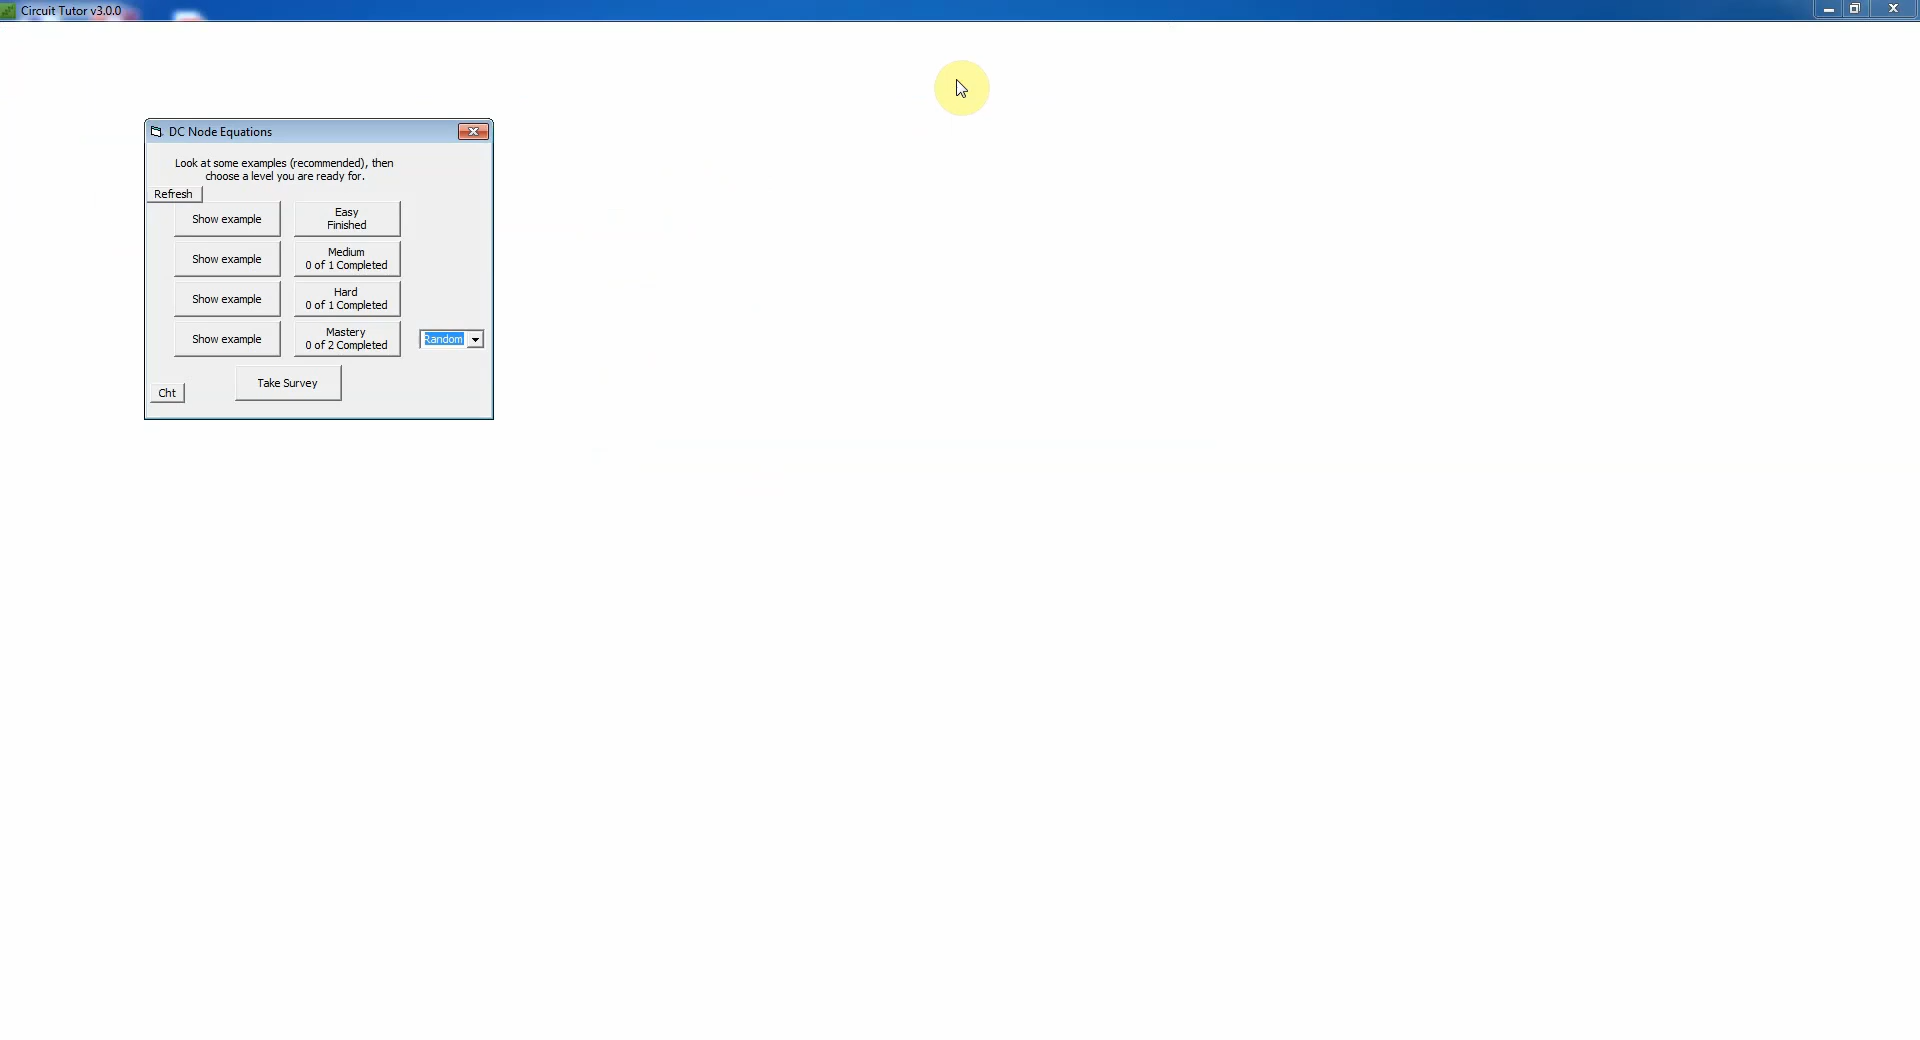 Circuit Tutor v3.0.0
DC Node Equations
Look at some examples (recommended), then
choose a level you are ready for.
Refresh
Show example
Easy
Finished
Show example
Medium
0 of 1 Completed
Show example
Hard
0 of 1 Completed
Show example
Mastery
0 of 2 Completed
Random
Take Survey
Cht